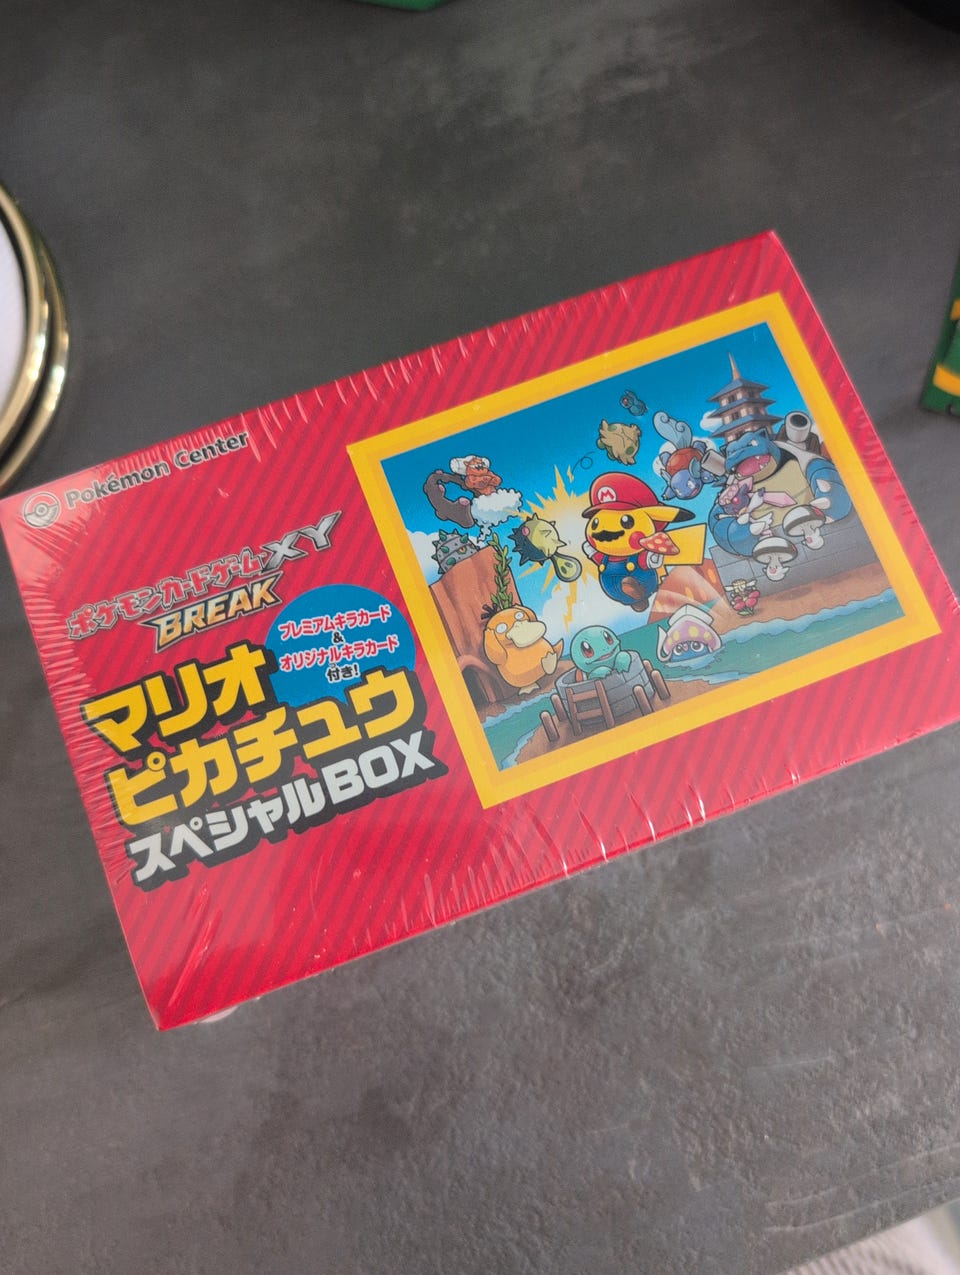 Pokémon Center
ポケモンカードゲームXY
BREAK
プレミアムキラカード
&
オリジナルキラカード
付き!
マリオ
ピカチュウ
スペシャルBOX
M